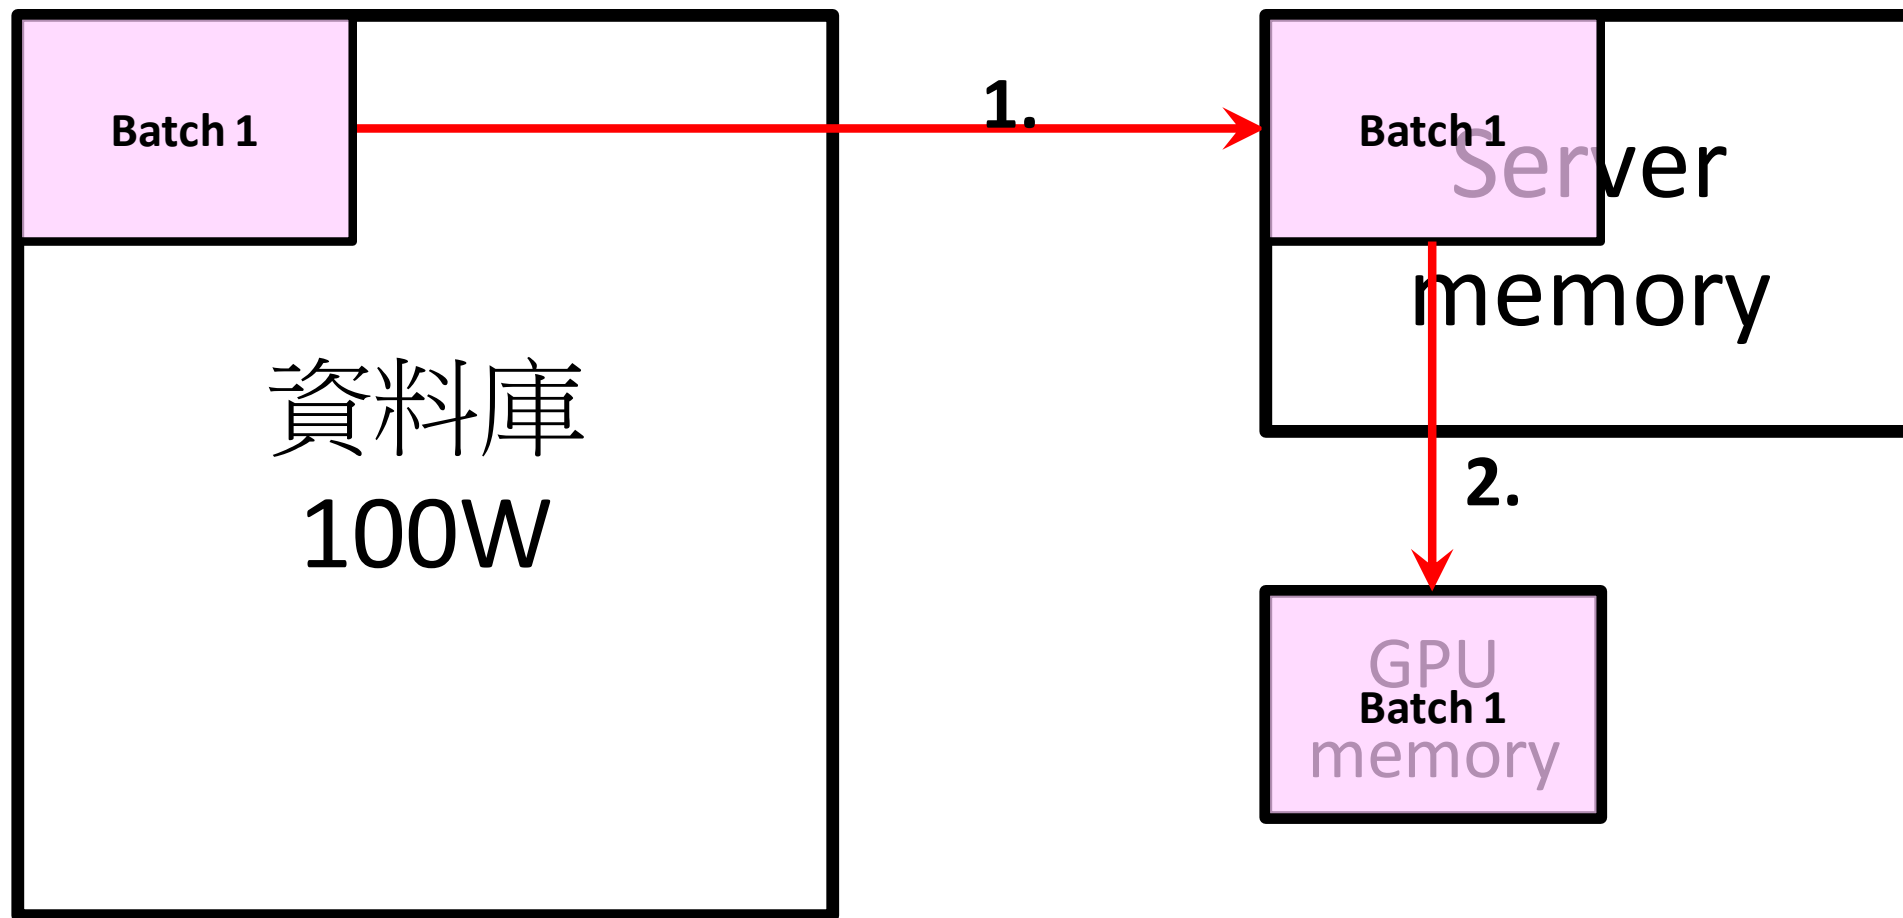 Batch 1
資料庫
100W
1.
Batch 1
Server
memory
2.
GPU
Batch 1
memory